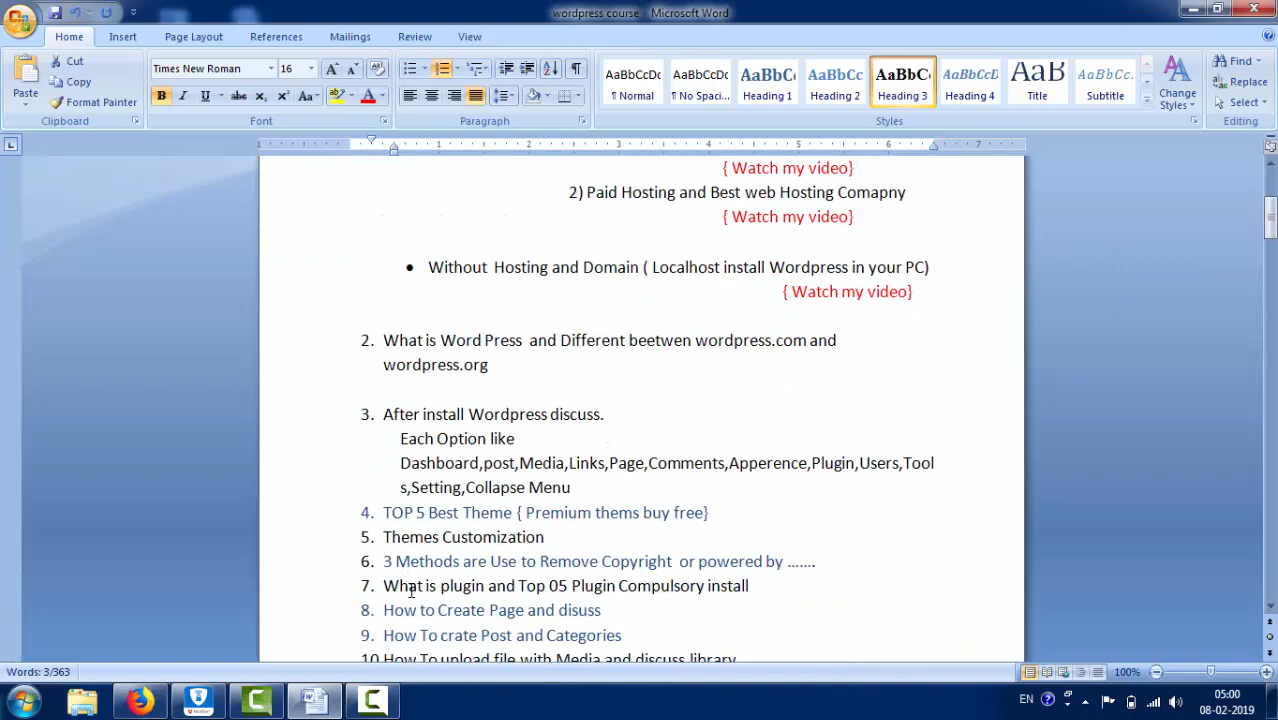 wordpress course - Microsoft Word
Home Insert Page Layout References Mailings Review View
Paste
Cut
Copy
Format Painter
Clipboard
Times New Roman 16
Font
Paragraph
AaBbCcDc AaBbCcDc AaBbC AaBbCc AaBbC AaBbCcD AaB AaBbCc.
¶ Normal ¶ No Spaci... Heading 1 Heading 2 Heading 3 Heading 4 Title Subtitle
Change Styles
Styles
Find
Replace
Select
Editing
1 1 2 3 4 5 6 7
{ Watch my video}
2) Paid Hosting and Best web Hosting Comapny
{ Watch my video}
• Without Hosting and Domain ( Localhost install Wordpress in your PC)
{ Watch my video}
2. What is Word Press and Different beetwen wordpress.com and
wordpress.org
3. After install Wordpress discuss.
Each Option like
Dashboard,post,Media,Links,Page,Comments,Apperence,Plugin,Users,Tool
s,Setting,Collapse Menu
4. TOP 5 Best Theme { Premium thems buy free}
5. Themes Customization
6. 3 Methods are Use to Remove Copyright or powered by .......
7. What is plugin and Top 05 Plugin Compulsory install
8. How to Create Page and disuss
9. How To crate Post and Categories
10 How To upload file with Media and discuss library
Words: 3/363
100%
EN
05:00
08-02-2019